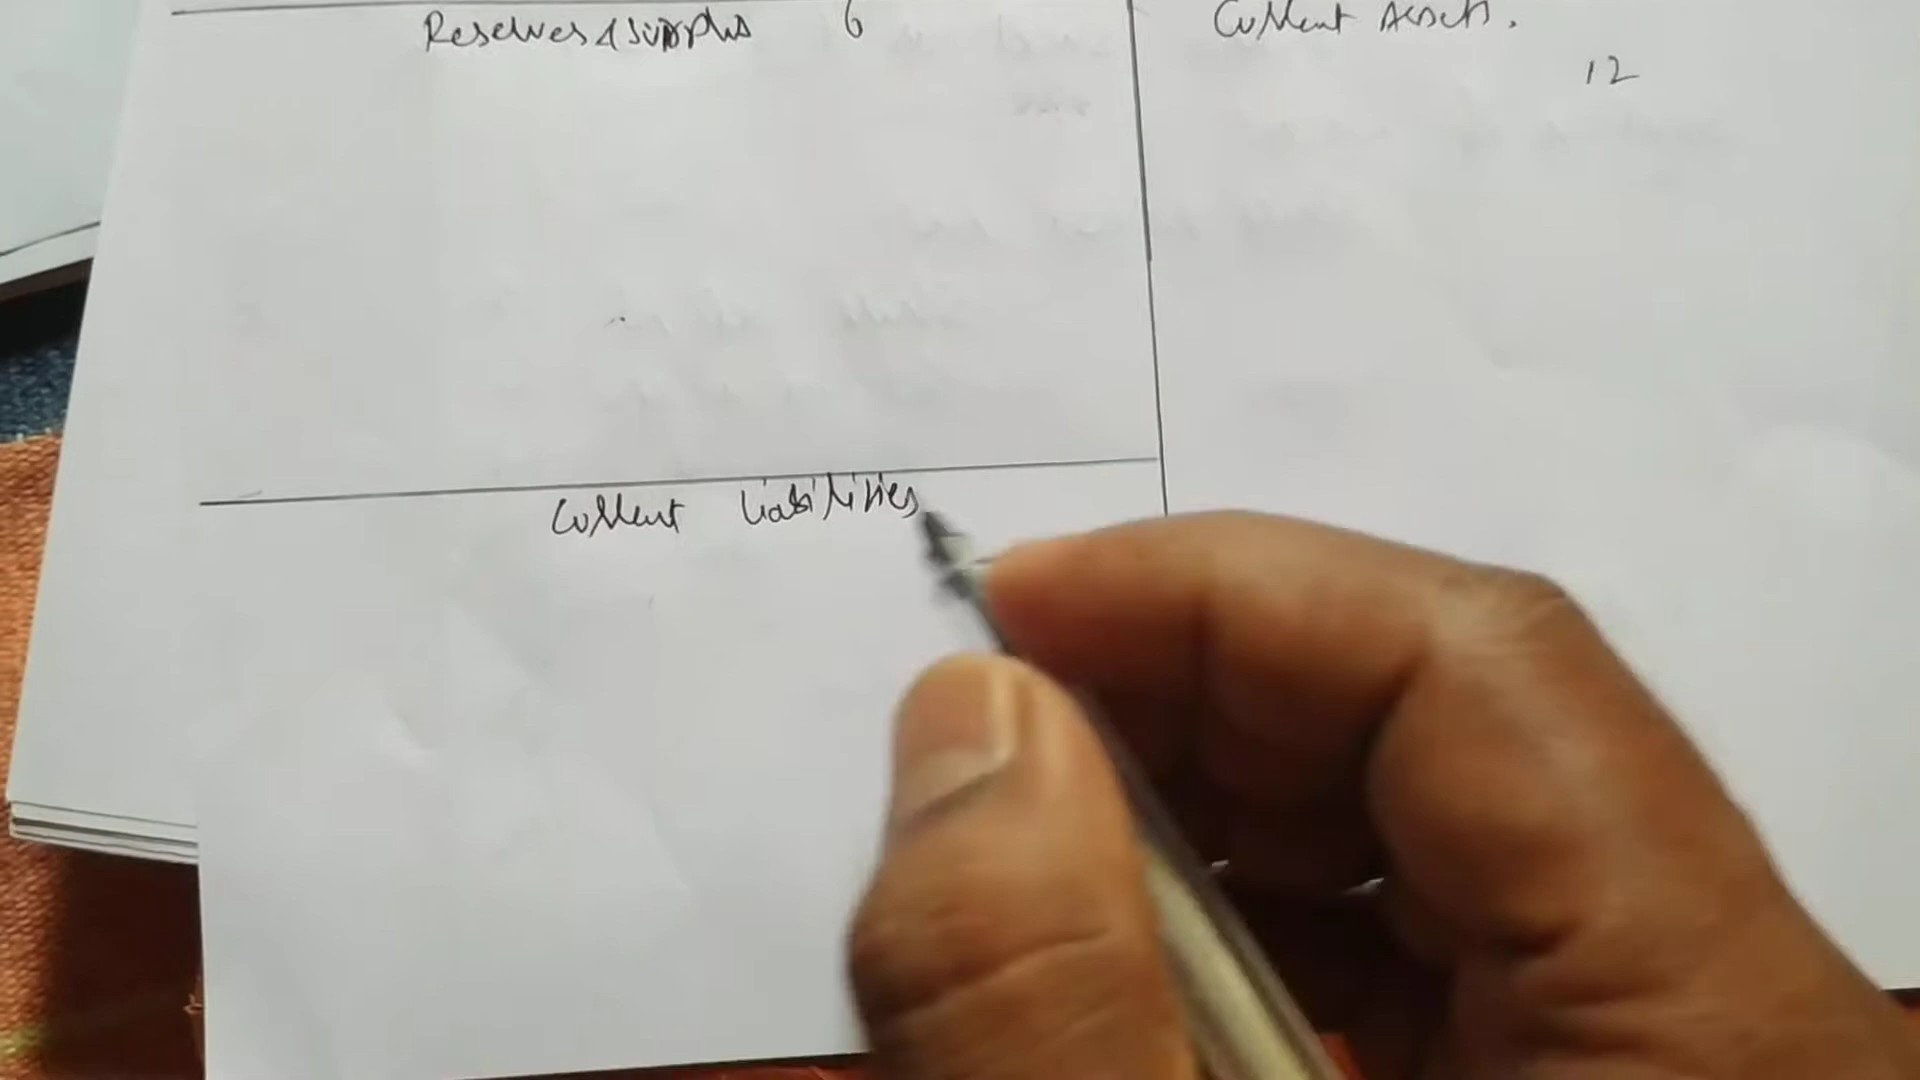 Reserves & surplus 6
Current Assets.
12
Current liabilities